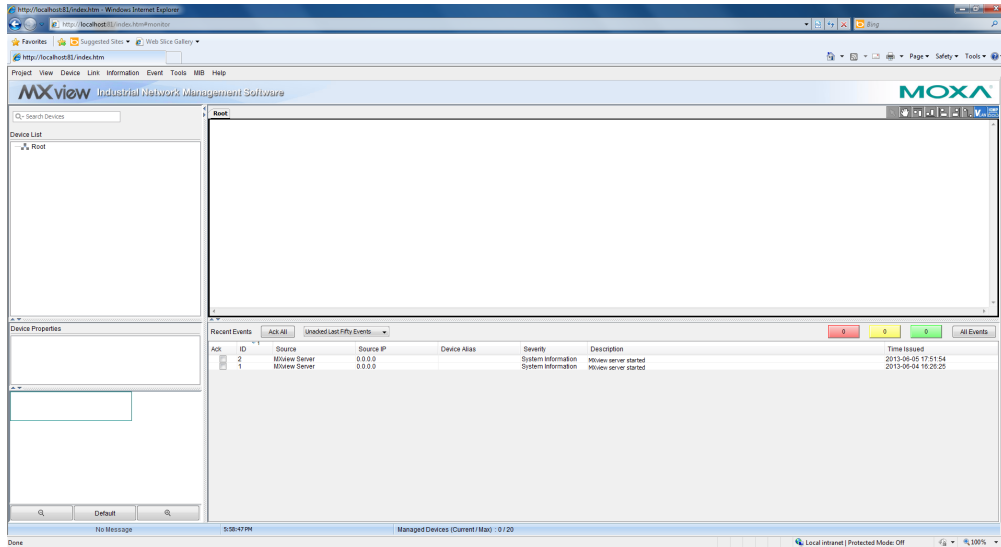 http://localhost:81/index.htm - Windows Internet Explorer
http://localhost:81/index.htm#monitor
Bing
Favorites Suggested Sites Web Slice Gallery
http://localhost:81/index.htm
Page Safety Tools
Project View Device Link Information Event Tools MIB Help
MXview Industrial Network Management Software MOXA
Search Devices
Root
Device List
Root
Device Properties
Recent Events Ack All Unacked Last Fifty Events 0 0 0 All Events
Ack ID Source Source IP Device Alias Severity Description Time Issued
2 MXview Server 0.0.0.0 System Information MXview server started 2013-06-05 17:51:54
1 MXview Server 0.0.0.0 System Information MXview server started 2013-06-04 16:26:25
Default
No Message 5:58:47 PM Managed Devices (Current / Max) : 0 / 20
Done Local intranet | Protected Mode: Off 100%